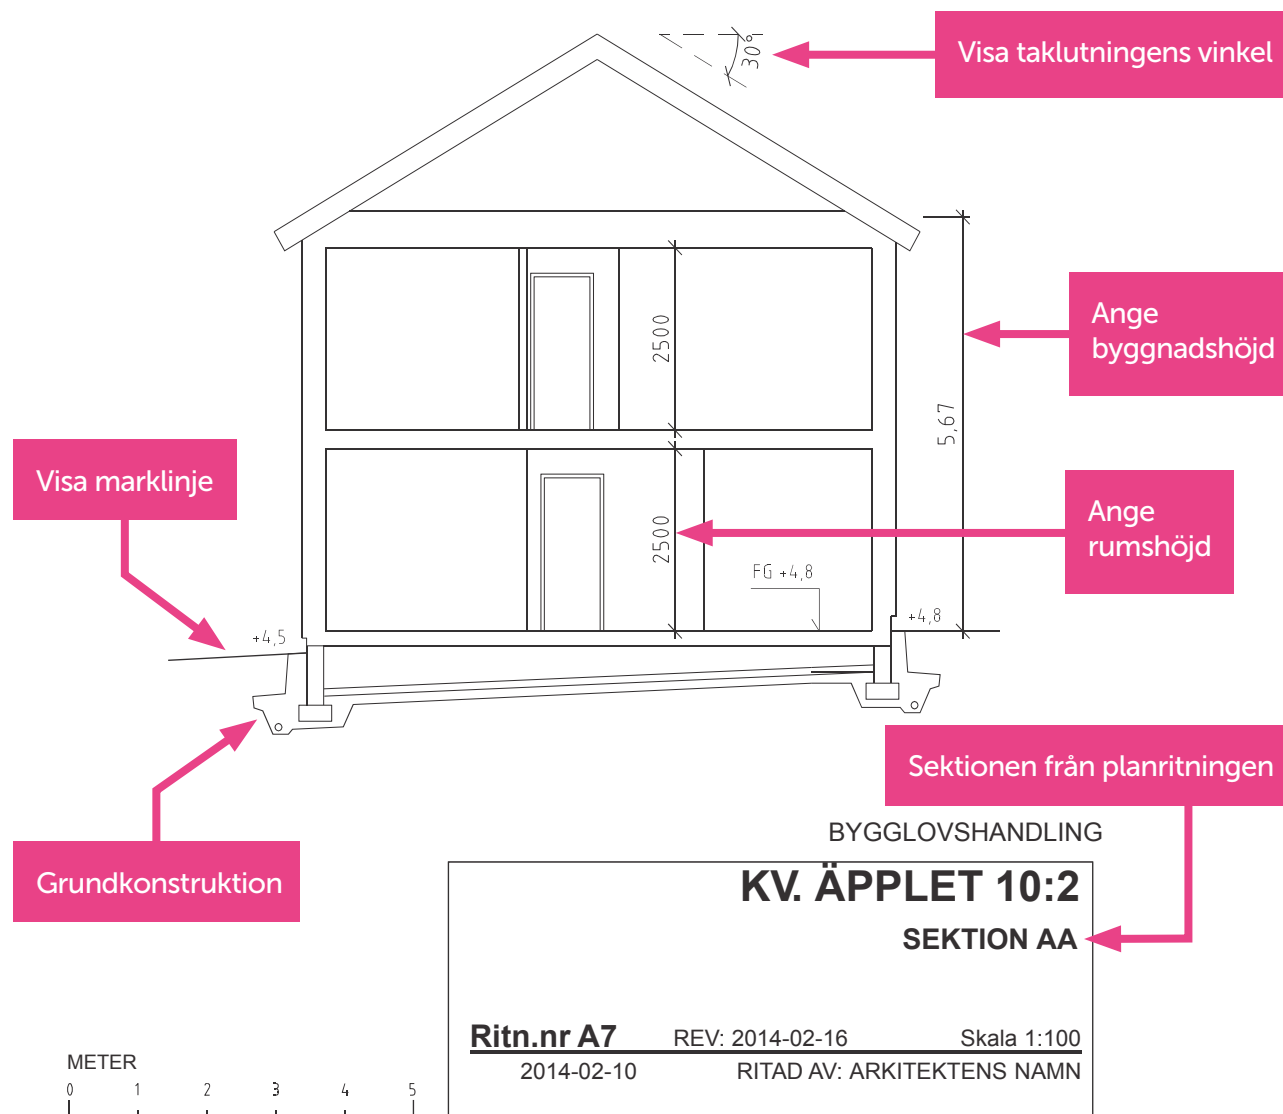 30°
Visa taklutningens vinkel
Ange
byggnadshöjd
2500
5,67
Visa marklinje
Ange
rumshöjd
2500
FG +4,8
+4,8
+4,5
Sektionen från planritningen
BYGGLOVSHANDLING
Grundkonstruktion
KV. ÄPPLET 10:2
SEKTION AA
Ritn.nr A7 REV: 2014-02-16 Skala 1:100
2014-02-10 RITAD AV: ARKITEKTENS NAMN
METER
0 1 2 3 4 5